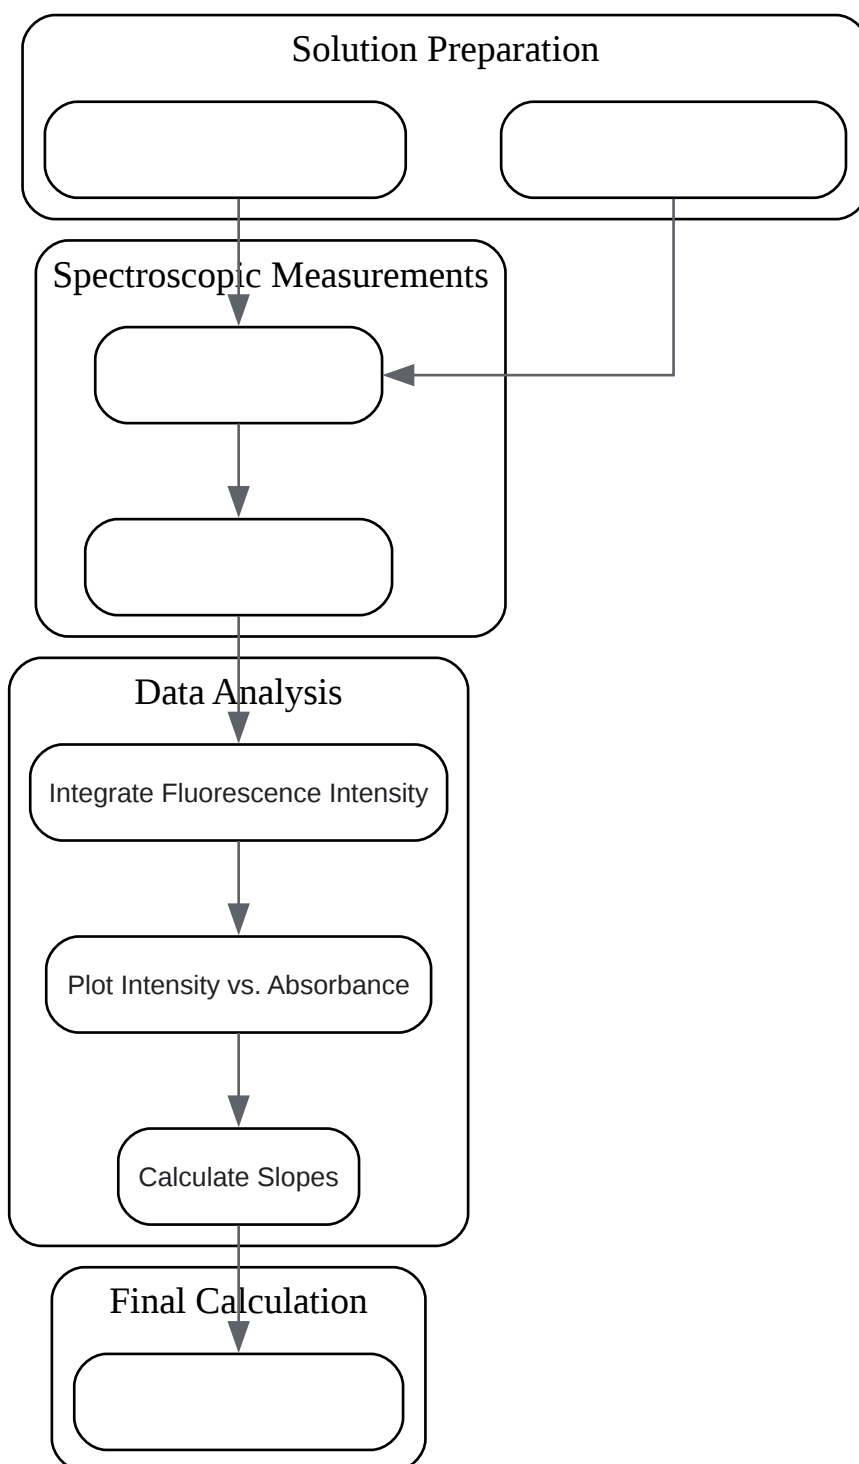 Solution Preparation
Spectroscopic Measurements
Data Analysis
Integrate Fluorescence Intensity
Plot Intensity vs. Absorbance
Calculate Slopes
Final Calculation